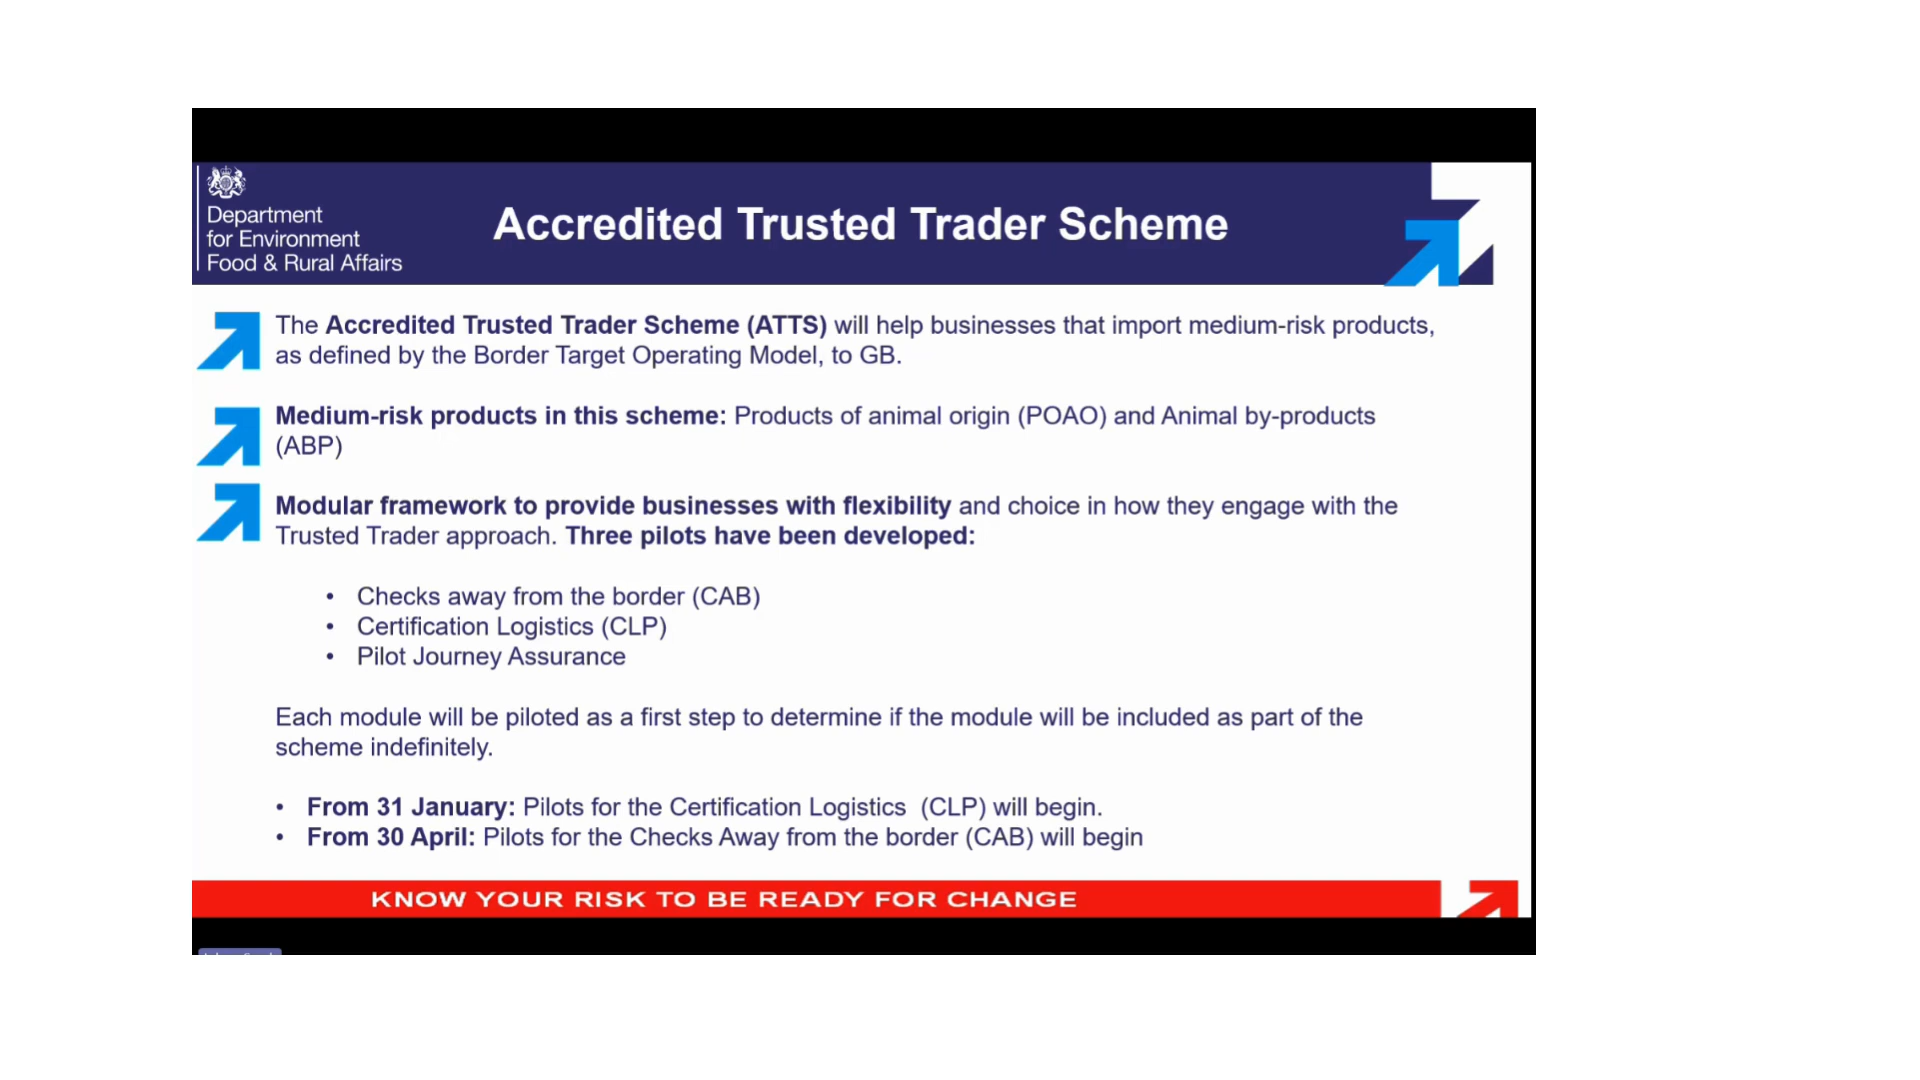 Department
for Environment
Food & Rural Affairs
Accredited Trusted Trader Scheme
The Accredited Trusted Trader Scheme (ATTS) will help businesses that import medium-risk products,
as defined by the Border Target Operating Model, to GB.
Medium-risk products in this scheme: Products of animal origin (POAO) and Animal by-products
(ABP)
Modular framework to provide businesses with flexibility and choice in how they engage with the
Trusted Trader approach. Three pilots have been developed:
• Checks away from the border (CAB)
• Certification Logistics (CLP)
• Pilot Journey Assurance
Each module will be piloted as a first step to determine if the module will be included as part of the
scheme indefinitely.
• From 31 January: Pilots for the Certification Logistics (CLP) will begin.
• From 30 April: Pilots for the Checks Away from the border (CAB) will begin
KNOW YOUR RISK TO BE READY FOR CHANGE